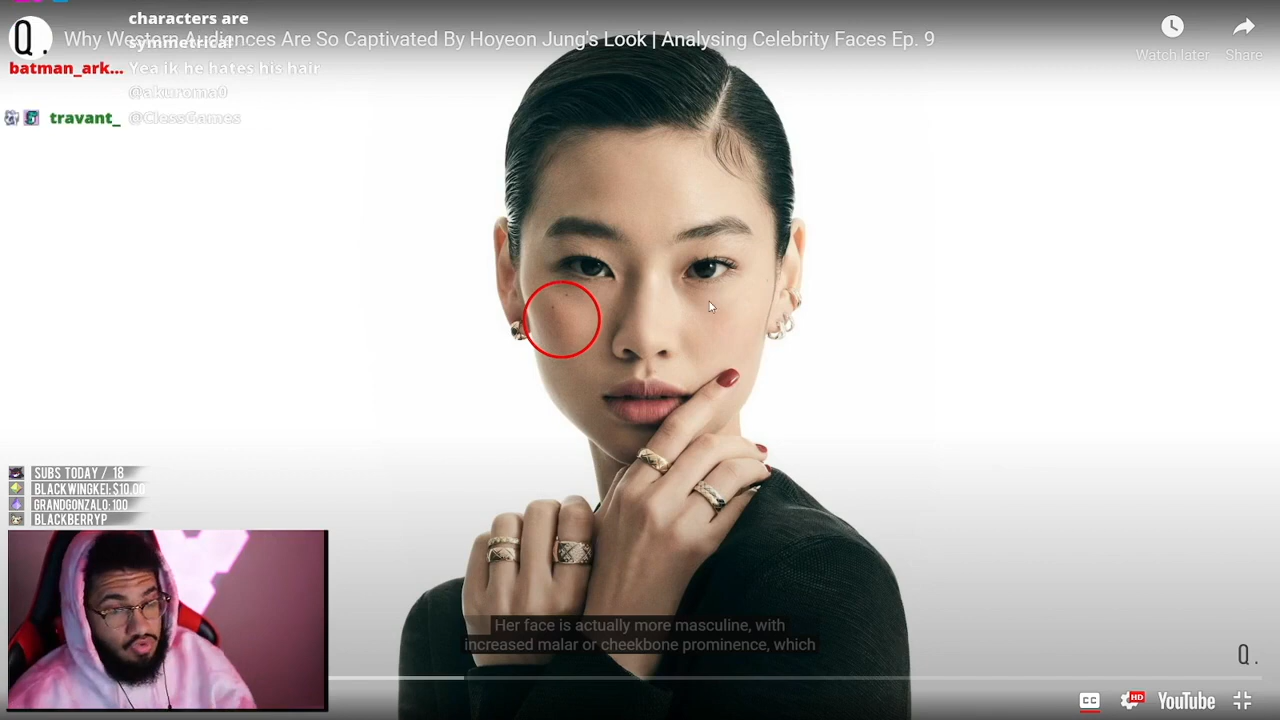 characters are
symmetrical
Q.
Why Western Audiences Are So Captivated By Hoyeon Jung's Look | Analysing Celebrity Faces Ep. 9
Watch later
Share
batman_ark... Yea ik he hates his hair
@akuroma0
travant_ @ClessGames
SUBS TODAY / 18
BLACKWINGKEI: $10.00
GRANDGONZALO: 100
BLACKBERRYP
Her face is actually more masculine, with
increased malar or cheekbone prominence, which
Q.
CC
HD
YouTube